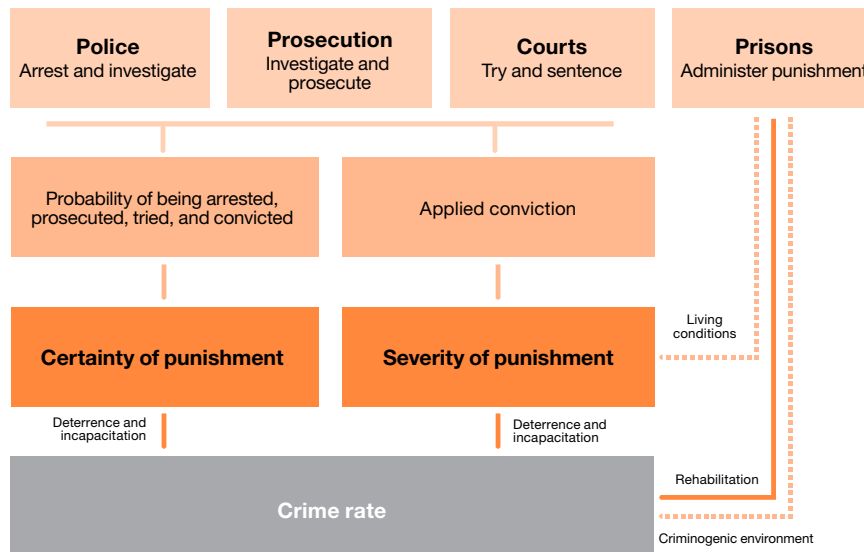 Police
Arrest and investigate
Prosecution
Investigate and
prosecute
Courts
Try and sentence
Prisons
Administer punishment
Probability of being arrested,
prosecuted, tried, and convicted
Applied conviction
Certainty of punishment
Severity of punishment
Living
conditions
Deterrence and
incapacitation
Deterrence and
incapacitation
Rehabilitation
Crime rate
Criminogenic environment